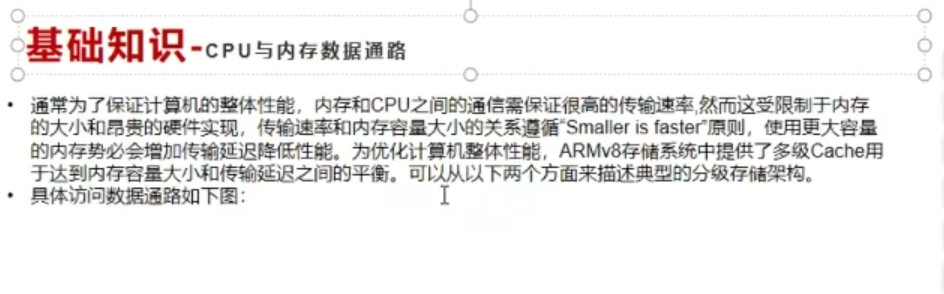 基础知识-CPU与内存数据通路
• 通常为了保证计算机的整体性能，内存和CPU之间的通信需保证很高的传输速率,然而这受限制于内存
的大小和昂贵的硬件实现，传输速率和内存容量大小的关系遵循“Smaller is faster”原则，使用更大容量
的内存势必会增加传输延迟降低性能。为优化计算机整体性能，ARMv8存储系统中提供了多级Cache用
于达到内存容量大小和传输延迟之间的平衡。可以从以下两个方面来描述典型的分级存储架构。
• 具体访问数据通路如下图：